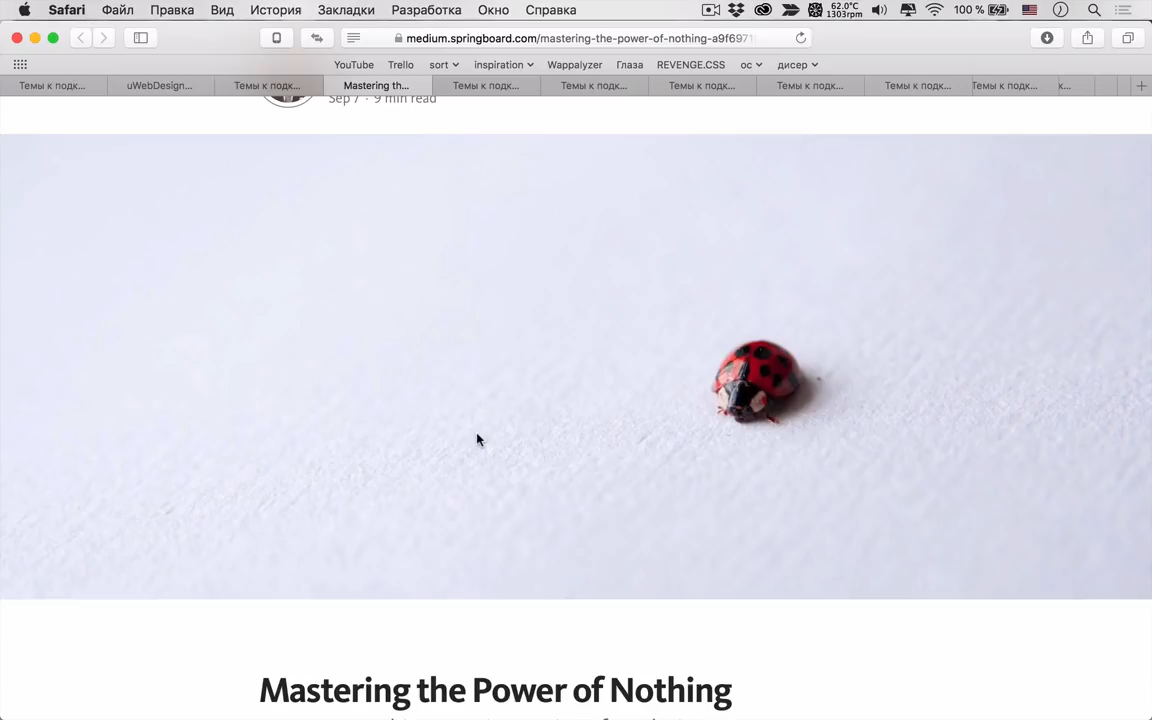 Safari Файл Правка Вид История Закладки Разработка Окно Справка 62.0°C 1303rpm 100 %
medium.springboard.com/mastering-the-power-of-nothing-a9f6971
YouTube Trello sort inspiration Wappalyzer Глаза REVENGE.CSS ос дисер
Темы к подк... uWebDesign... Темы к подк... Mastering th... Темы к подк... Темы к подк... Темы к подк... Темы к подк... Темы к подк... Темы к подк... к...
Sep 7 · 9 min read
Mastering the Power of Nothing